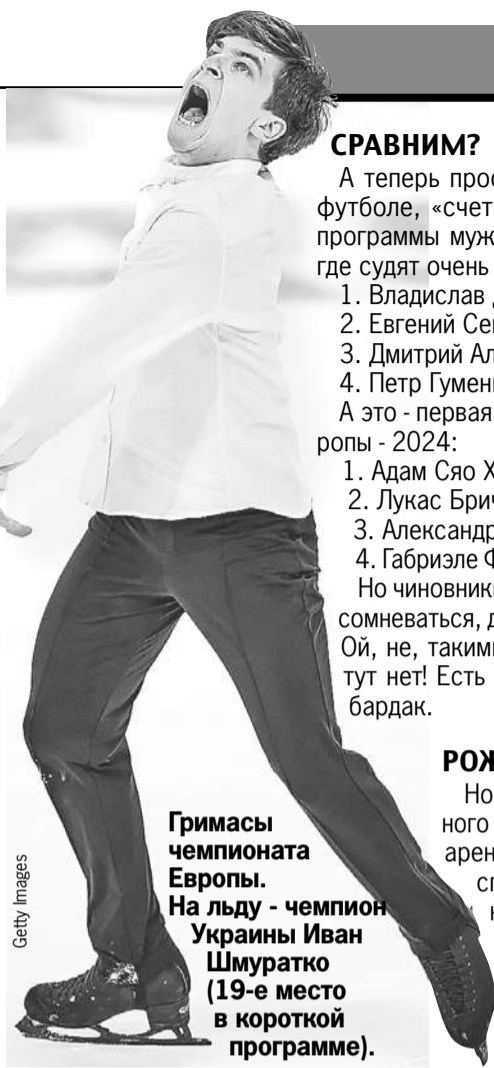 СРАВНИМ?
А теперь прос
футболе, «счет
программы муж
где судят очень
1. Владислав
2. Евгений Се
3. Дмитрий Ал
4. Петр Гумен
А это - первая
ропы - 2024:
1. Адам Сяо Х
2. Лукас Брич
3. Александр
4. Габриэле Ф
Но чиновники
сомневаться, д
Ой, не, такими
тут нет! Есть
бардак.
РОЖ
Но
ного
арен
сп
Гримасы
чемпионата
Европы.
На льду - чемпион
Украины Иван
Шмуратко
(19-е место
в короткой
программе).
Getty Images